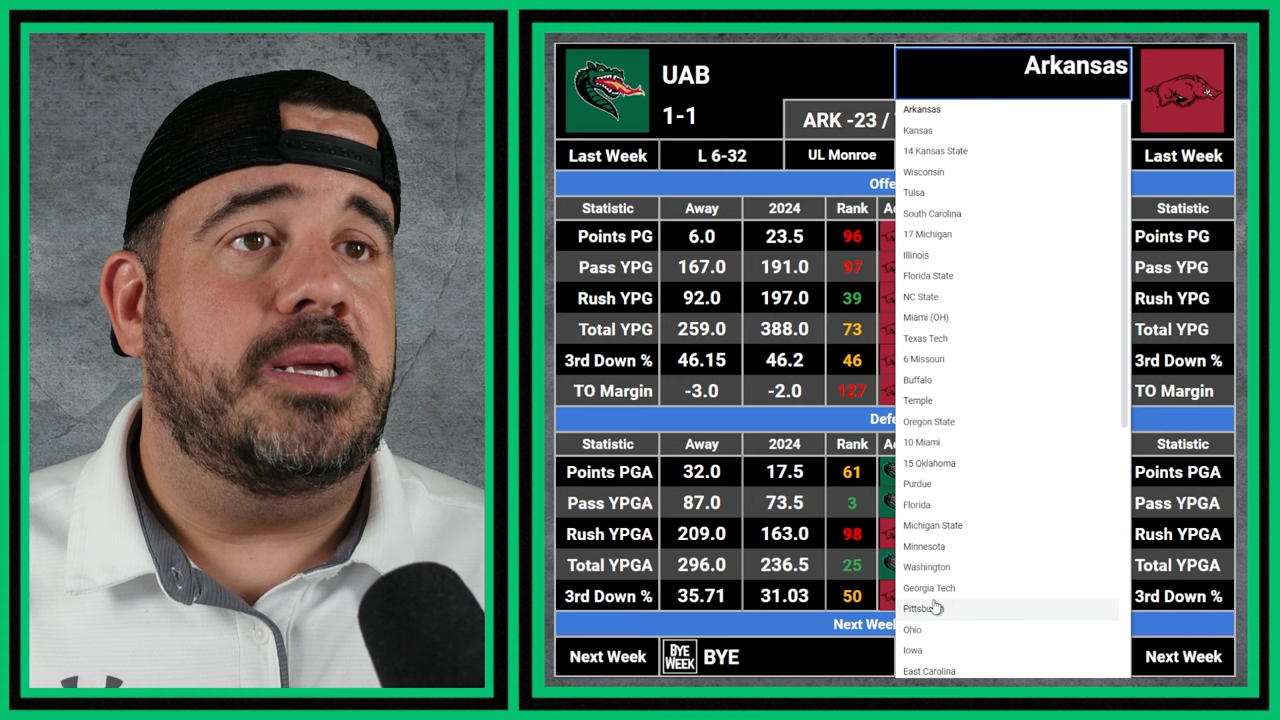 UAB
Arkansas
1-1
ARK -23 /
Last Week L 6-32 UL Monroe Last Week
Offe
Statistic Away 2024 Rank Statistic
Points PG 6.0 23.5 96 Points PG
Pass YPG 167.0 191.0 97 Pass YPG
Rush YPG 92.0 197.0 39 Rush YPG
Total YPG 259.0 388.0 73 Total YPG
3rd Down % 46.15 46.2 46 3rd Down %
TO Margin -3.0 -2.0 127 TO Margin
Defe
Statistic Away 2024 Rank Statistic
Points PGA 32.0 17.5 61 Points PGA
Pass YPGA 87.0 73.5 3 Pass YPGA
Rush YPGA 209.0 163.0 98 Rush YPGA
Total YPGA 296.0 236.5 25 Total YPGA
3rd Down % 35.71 31.03 50 3rd Down %
Next Wee
Next Week BYE WEEK BYE Next Week
Arkansas
Kansas
14 Kansas State
Wisconsin
Tulsa
South Carolina
17 Michigan
Illinois
Florida State
NC State
Miami (OH)
Texas Tech
6 Missouri
Buffalo
Temple
Oregon State
10 Miami
15 Oklahoma
Purdue
Florida
Michigan State
Minnesota
Washington
Georgia Tech
Ohio
Iowa
East Carolina